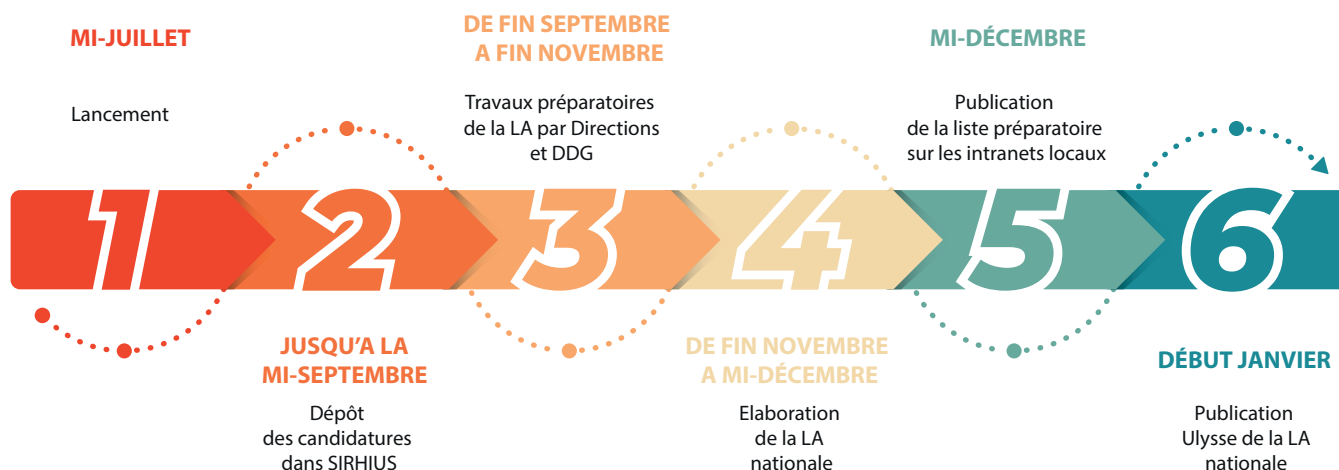 MI-JUILLET
Lancement
1
2
JUSQU'A LA
MI-SEPTEMBRE
Dépôt
des candidatures
dans SIRHIUS
DE FIN SEPTEMBRE
A FIN NOVEMBRE
Travaux préparatoires
de la LA par Directions
et DDG
3
4
DE FIN NOVEMBRE
A MI-DÉCEMBRE
Elaboration
de la LA
nationale
MI-DÉCEMBRE
Publication
de la liste préparatoire
sur les intranets locaux
5
6
DÉBUT JANVIER
Publication
Ulysse de la LA
nationale